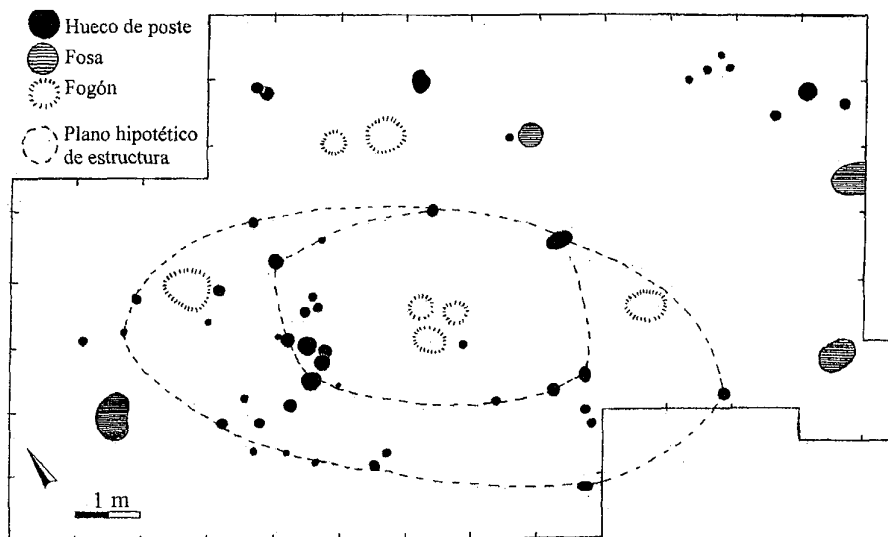 Hueco de poste
Fosa
Fogón
Plano hipotético
de estructura
1 m